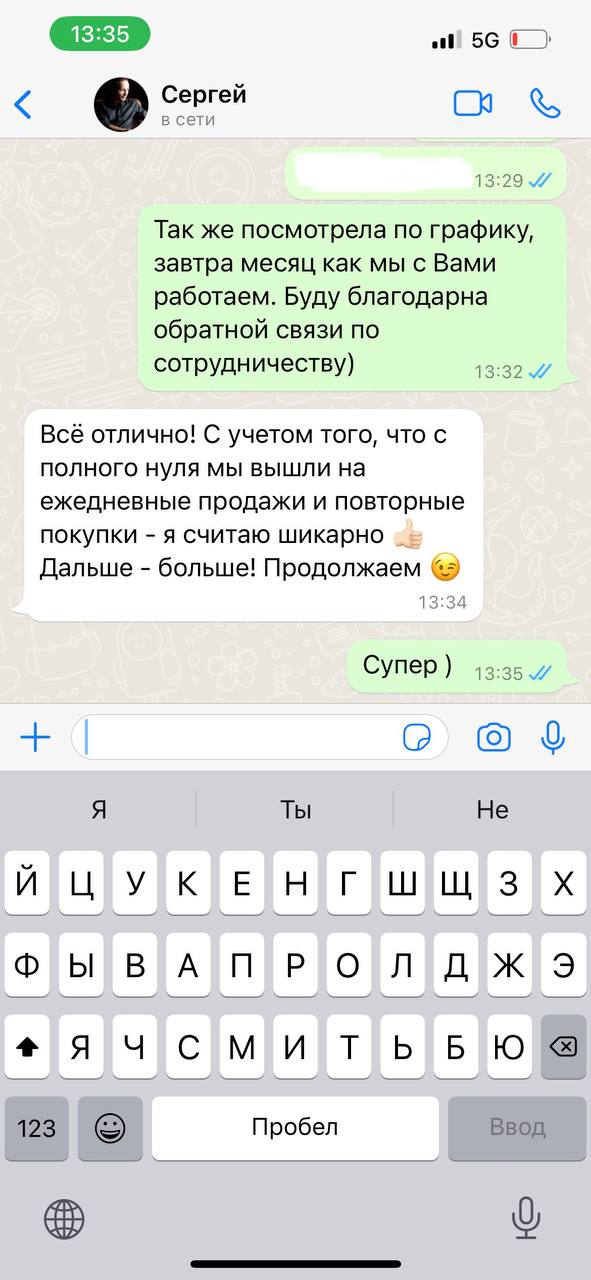 13:35
5G
Сергей
в сети
13:29
Так же посмотрела по графику,
завтра месяц как мы с Вами
работаем. Буду благодарна
обратной связи по
сотрудничеству)
13:32
Всё отлично! С учетом того, что с
полного нуля мы вышли на
ежедневные продажи и повторные
покупки - я считаю шикарно 👍🏻
Дальше - больше! Продолжаем 😉
13:34
Супер )
13:35
Я Ты Не
Й Ц У К Е Н Г Ш Щ З Х
Ф Ы В А П Р О Л Д Ж Э
Я Ч С М И Т Ь Б Ю
123 Пробел Ввод